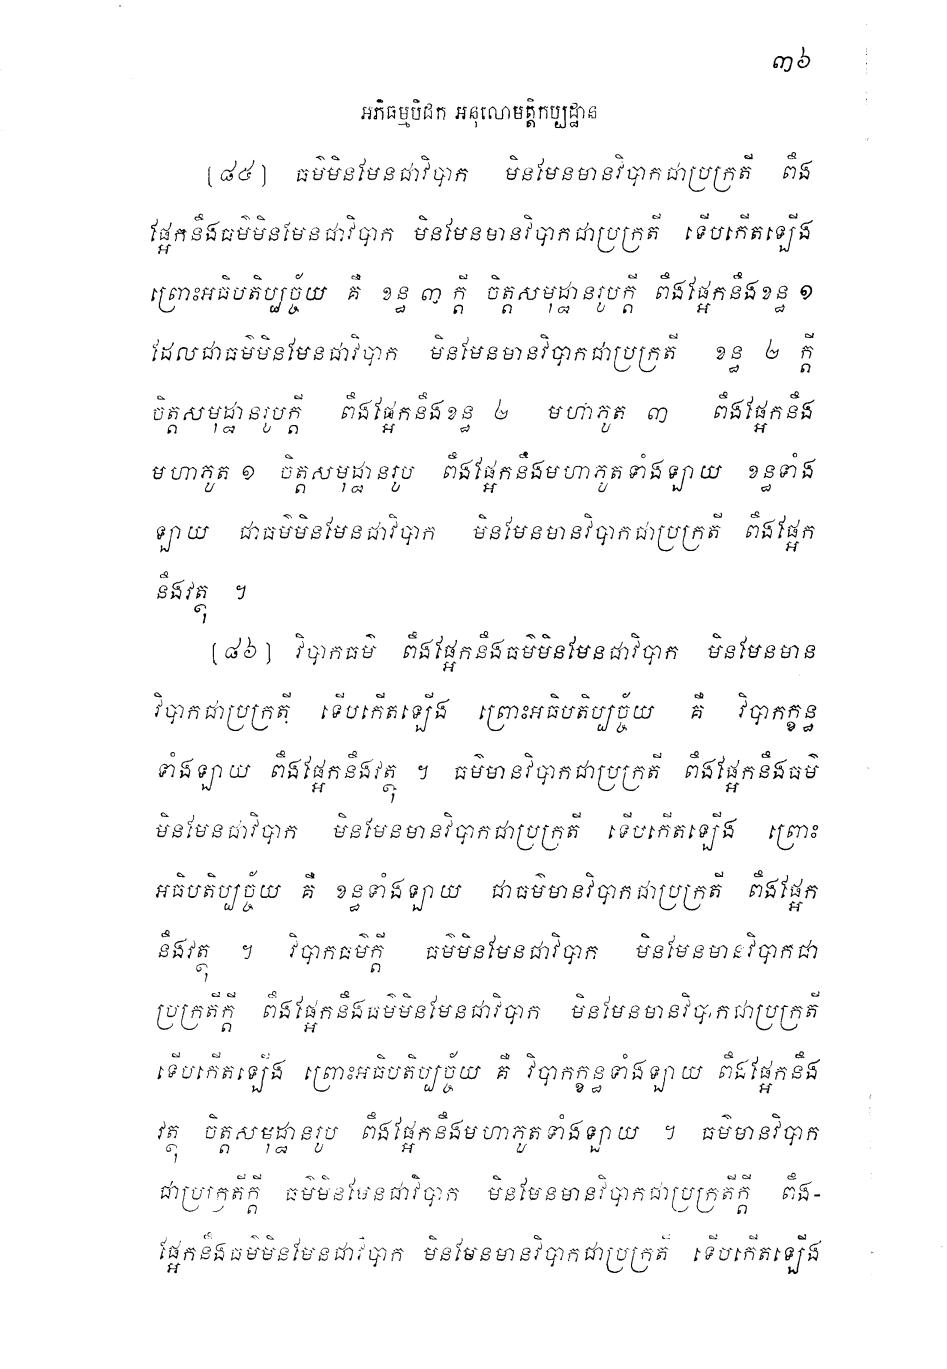 ៣៦
អភិធម្មបិដក អនុលោមត្តិកប្បដ្ឋាន
[៨៥] ធម៌មិនមែនជាវិបាក មិនមែនមានវិបាកជាប្រក្រតី ពឹង
ផ្អែកនឹងធម៌មិនមែនជាវិបាក មិនមែនមានវិបាកជាប្រក្រតី ទើបកើតឡើង
ព្រោះអធិបតិប្បច្ច័យ គឺ ខន្ធ ៣ ក្តី ចិត្តសមុដ្ឋានរូបក្តី ពឹងផ្អែកនឹងខន្ធ ១
ដែលជាធម៌មិនមែនជាវិបាក មិនមែនមានវិបាកជាប្រក្រតី ខន្ធ ២ ក្តី
ចិត្តសមុដ្ឋានរូបក្តី ពឹងផ្អែកនឹងខន្ធ ២ មហាភូត ៣ ពឹងផ្អែកនឹង
មហាភូត ១ ចិត្តសមុដ្ឋានរូប ពឹងផ្អែកនឹងមហាភូតទាំងឡាយ ខន្ធទាំង
ឡាយ ជាធម៌មិនមែនជាវិបាក មិនមែនមានវិបាកជាប្រក្រតី ពឹងផ្អែក
នឹងវត្ថុ ។
[៨៦] វិបាកធម៌ ពឹងផ្អែកនឹងធម៌មិនមែនជាវិបាក មិនមែនមាន
វិបាកជាប្រក្រតី ទើបកើតឡើង ព្រោះអធិបតិប្បច្ច័យ គឺ វិបាកក្ខន្ធ
ទាំងឡាយ ពឹងផ្អែកនឹងវត្ថុ ។ ធម៌មានវិបាកជាប្រក្រតី ពឹងផ្អែកនឹងធម៌
មិនមែនជាវិបាក មិនមែនមានវិបាកជាប្រក្រតី ទើបកើតឡើង ព្រោះ
អធិបតិប្បច្ច័យ គឺ ខន្ធទាំងឡាយ ជាធម៌មានវិបាកជាប្រក្រតី ពឹងផ្អែក
នឹងវត្ថុ ។ វិបាកធម៌ក្តី ធម៌មិនមែនជាវិបាក មិនមែនមានវិបាកជា
ប្រក្រតីក្តី ពឹងផ្អែកនឹងធម៌មិនមែនជាវិបាក មិនមែនមានវិបាកជាប្រក្រតី
ទើបកើតឡើង ព្រោះអធិបតិប្បច្ច័យ គឺ វិបាកក្ខន្ធទាំងឡាយ ពឹងផ្អែកនឹង
វត្ថុ ចិត្តសមុដ្ឋានរូប ពឹងផ្អែកនឹងមហាភូតទាំងឡាយ ។ ធម៌មានវិបាក
ជាប្រក្រតីក្តី ធម៌មិនមែនជាវិបាក មិនមែនមានវិបាកជាប្រក្រតីក្តី ពឹង-
ផ្អែកនឹងធម៌មិនមែនជាវិបាក មិនមែនមានវិបាកជាប្រក្រតី ទើបកើតឡើង